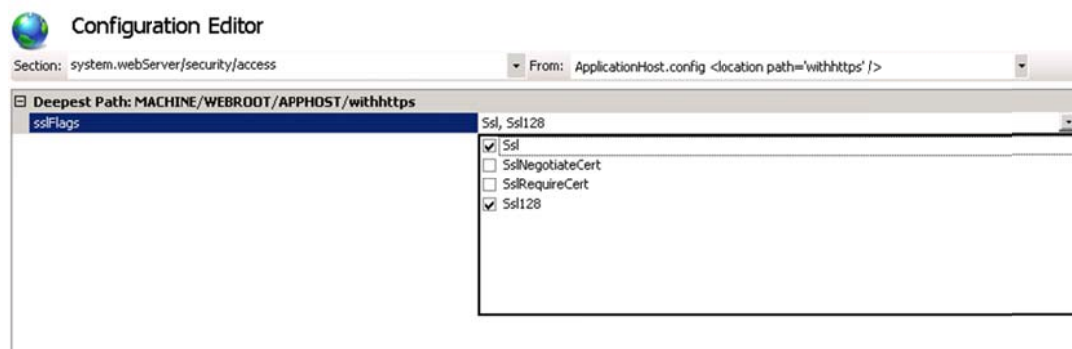 Configuration Editor
Section: system.webServer/security/access From: ApplicationHost.config <location path='withhttps' />
Deepest Path: MACHINE/WEBROOT/APPHOST/withhttps
sslFlags Ssl, Ssl128
Ssl
SslNegotiateCert
SslRequireCert
Ssl128